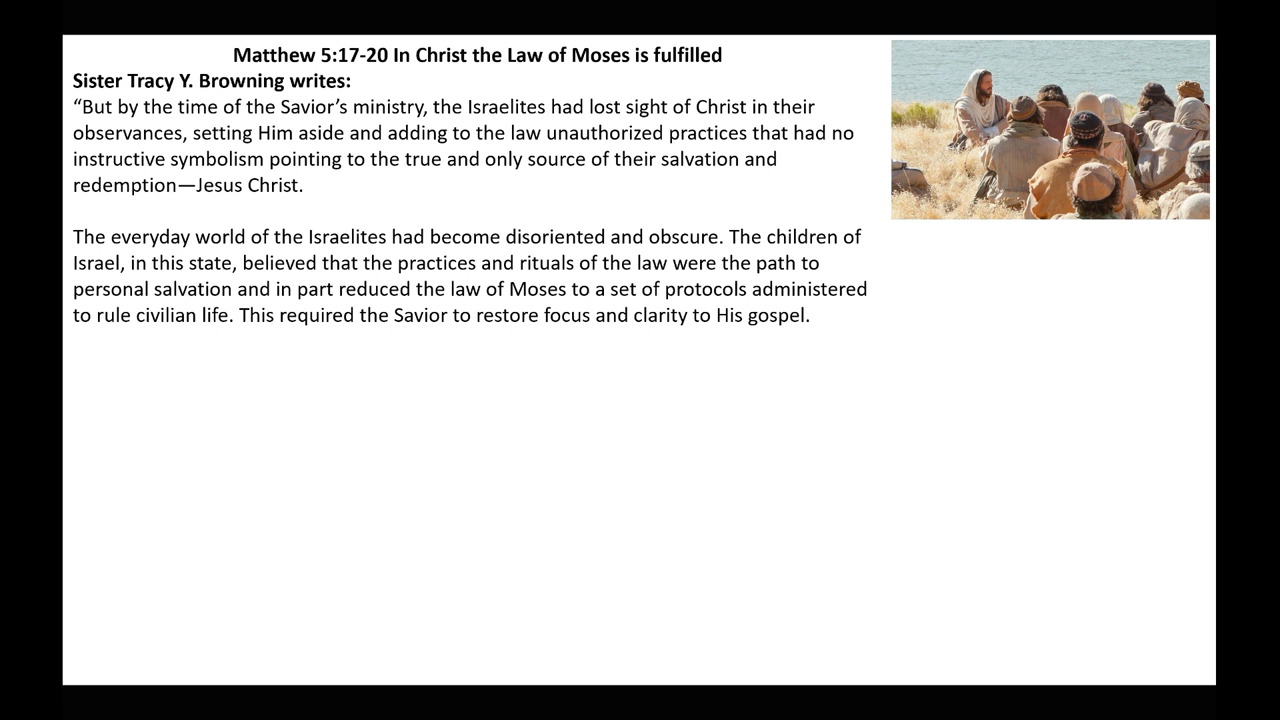 Matthew 5:17-20 In Christ the Law of Moses is fulfilled
Sister Tracy Y. Browning writes:
“But by the time of the Savior’s ministry, the Israelites had lost sight of Christ in their
observances, setting Him aside and adding to the law unauthorized practices that had no
instructive symbolism pointing to the true and only source of their salvation and
redemption—Jesus Christ.
The everyday world of the Israelites had become disoriented and obscure. The children of
Israel, in this state, believed that the practices and rituals of the law were the path to
personal salvation and in part reduced the law of Moses to a set of protocols administered
to rule civilian life. This required the Savior to restore focus and clarity to His gospel.